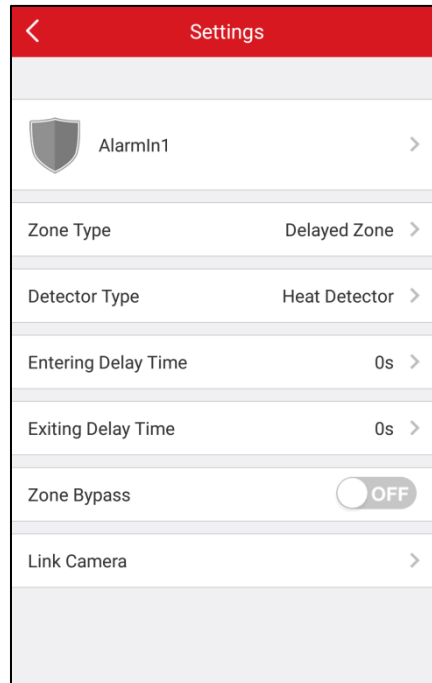 Settings
AlarmIn1
Zone Type Delayed Zone
Detector Type Heat Detector
Entering Delay Time 0s
Exiting Delay Time 0s
Zone Bypass OFF
Link Camera